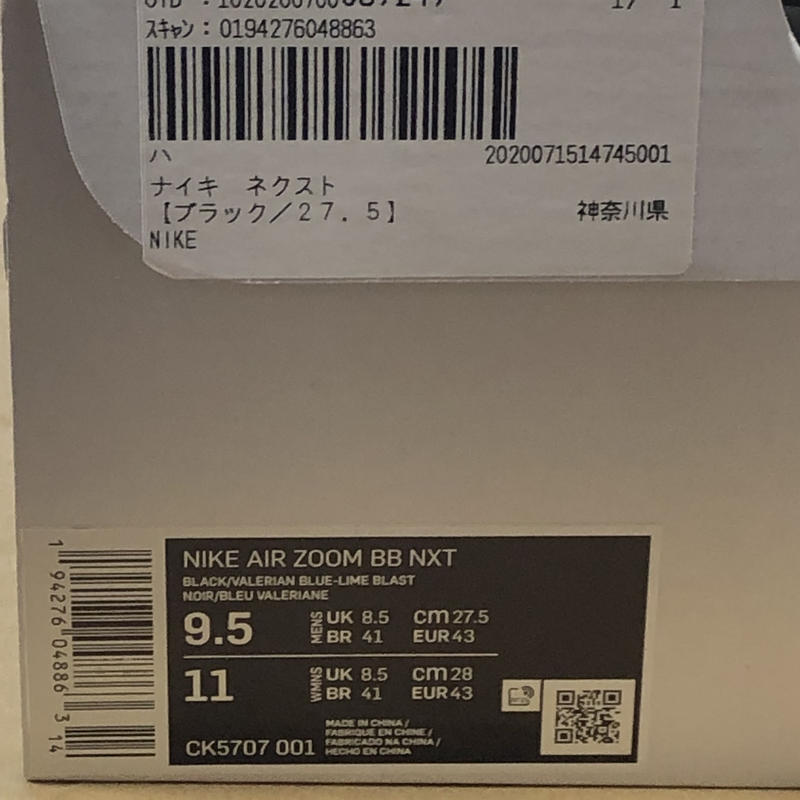 スキャン：0194276048863
ハ
2020071514745001
ナイキ　ネクスト
【ブラック／２７．５】
神奈川県
NIKE
NIKE AIR ZOOM BB NXT
BLACK/VALERIAN BLUE-LIME BLAST
NOIR/BLEU VALERIANE
9.5 MENS UK 8.5 cm 27.5
BR 41 EUR 43
11 WMNS UK 8.5 cm 28
BR 41 EUR 43
CK5707 001
MADE IN CHINA /
FABRIQUE EN CHINE /
FABRICADO NA CHINA /
HECHO EN CHINA
1 94276 04886 3 14